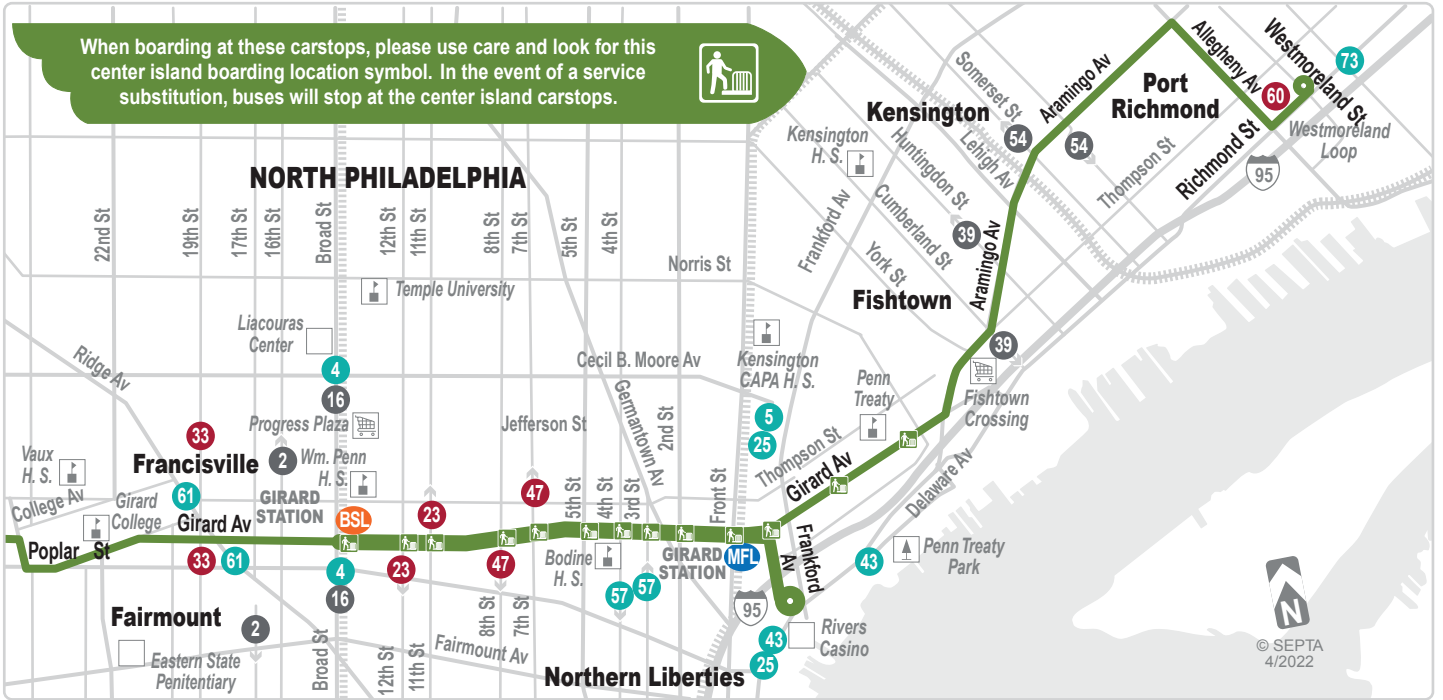 When boarding at these carstops, please use care and look for this
center island boarding location symbol. In the event of a service
substitution, buses will stop at the center island carstops.
NORTH PHILADELPHIA
22nd St
19th St
17th St
16th St
Broad St
12th St
11th St
8th St
7th St
5th St
4th St
Norris St
Temple University
Liacouras
Center
4
16
Progress Plaza
Cecil B. Moore Av
Ridge Av
Jefferson St
Germantown Av
2nd St
33
Francisville
2
Wm. Penn
H. S.
Vaux
H. S.
61
College Av
Girard
College
Girard Av
GIRARD
STATION
BSL
23
47
5th St
4th St
3rd St
Front St
Poplar St
33
61
4
16
23
47
Bodine
H. S.
57
57
GIRARD
STATION
MFL
Fairmount
2
Eastern State
Penitentiary
Broad St
12th St
11th St
8th St
7th St
Fairmount Av
Northern Liberties
95
43
25
Rivers
Casino
Frankford
Av
43
Penn Treaty
Park
Delaware Av
Girard Av
Thompson St
5
25
Kensington
CAPA H. S.
Penn
Treaty
Fishtown
Crossing
39
Fishtown
Aramingo Av
York St
Cumberland St
39
Huntingdon St
Lehigh Av
Somerset St
Kensington
H. S.
Frankford Av
Kensington
54
54
Aramingo Av
Port
Richmond
Thompson St
Richmond St
Allegheny Av
60
Westmoreland St
73
Westmoreland
Loop
95
N
© SEPTA
4/2022